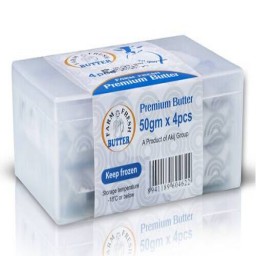 Premium Butter
FARM FRESH
BUTTER
Premium Butter
50gm x 4pcs
A Product of Akij Group
Keep frozen
Storage temperature
-18°C or below